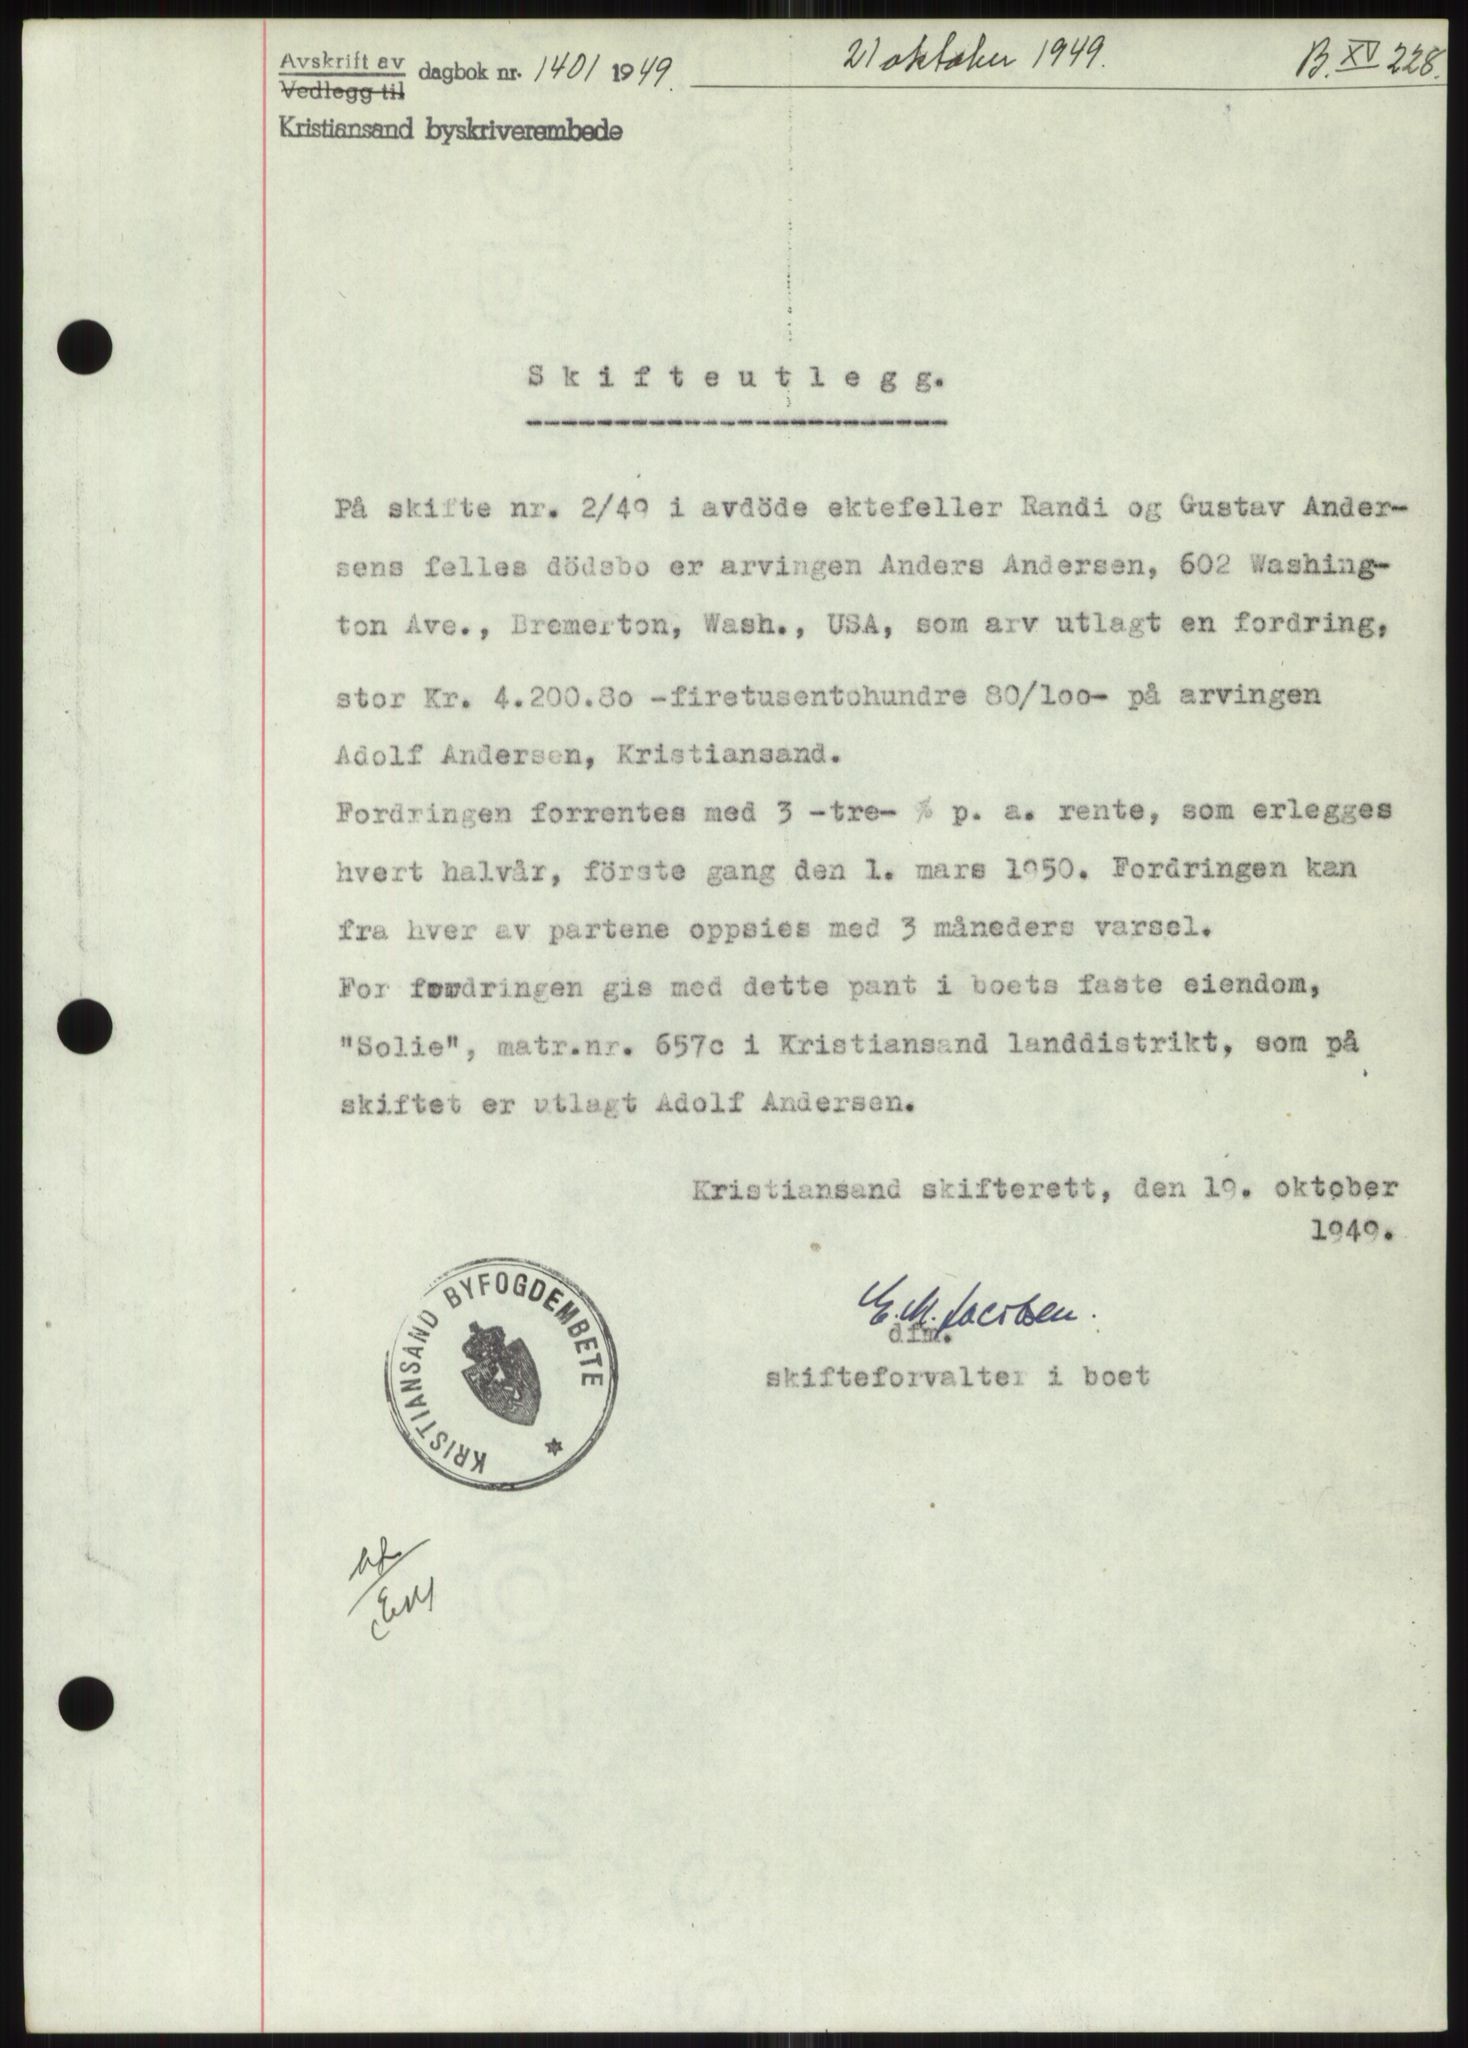 Avskrift av
Vedlegg til
dagbok nr. 1401 1949.
21 oktober 1949.
B. XV 228.
Kristiansand byskriverembede
Skifteutlegg.
På skifte nr. 2/49 i avdöde ektefeller Randi og Gustav Ander-
sens felles dödsbo er arvingen Anders Andersen, 602 Washing-
ton Ave., Bremerton, Wash., USA, som arv utlagt en fordring,
stor Kr. 4.200.80 -firetusentohundre 80/100- på arvingen
Adolf Andersen, Kristiansand.
Fordringen forrentes med 3 -tre- % p. a. rente, som erlegges
hvert halvår, förste gang den 1. mars 1950. Fordringen kan
fra hver av partene oppsies med 3 måneders varsel.
For fordringen gis med dette pant i boets faste eiendom,
"Solie", matr.nr. 657c i Kristiansand landdistrikt, som på
skiftet er utlagt Adolf Andersen.
Kristiansand skifterett, den 19. oktober
1949.
E. M. Jacobsen.
dfm.
skifteforvalter i boet
KRISTIANSAND BYFOGDEMBETE